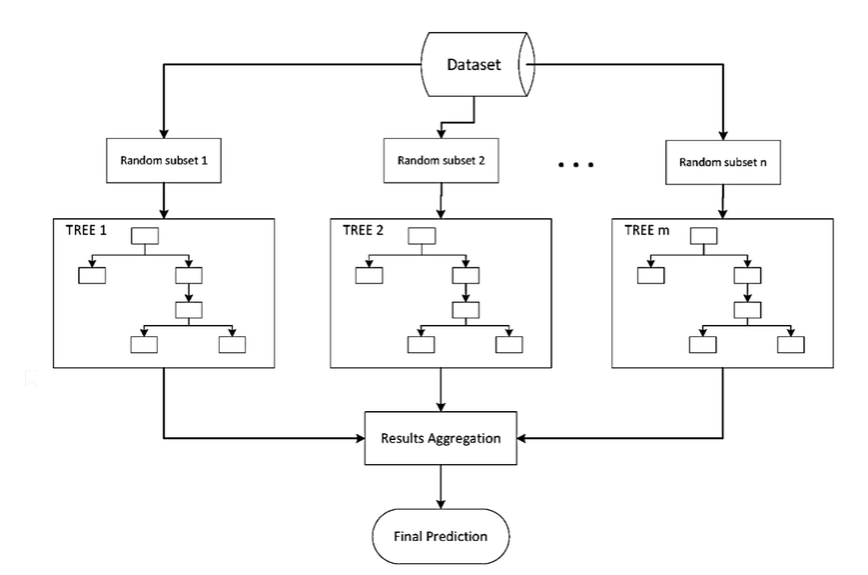 Dataset
Random subset 1
Random subset 2
Random subset n
TREE 1
TREE 2
TREE m
Results Aggregation
Final Prediction